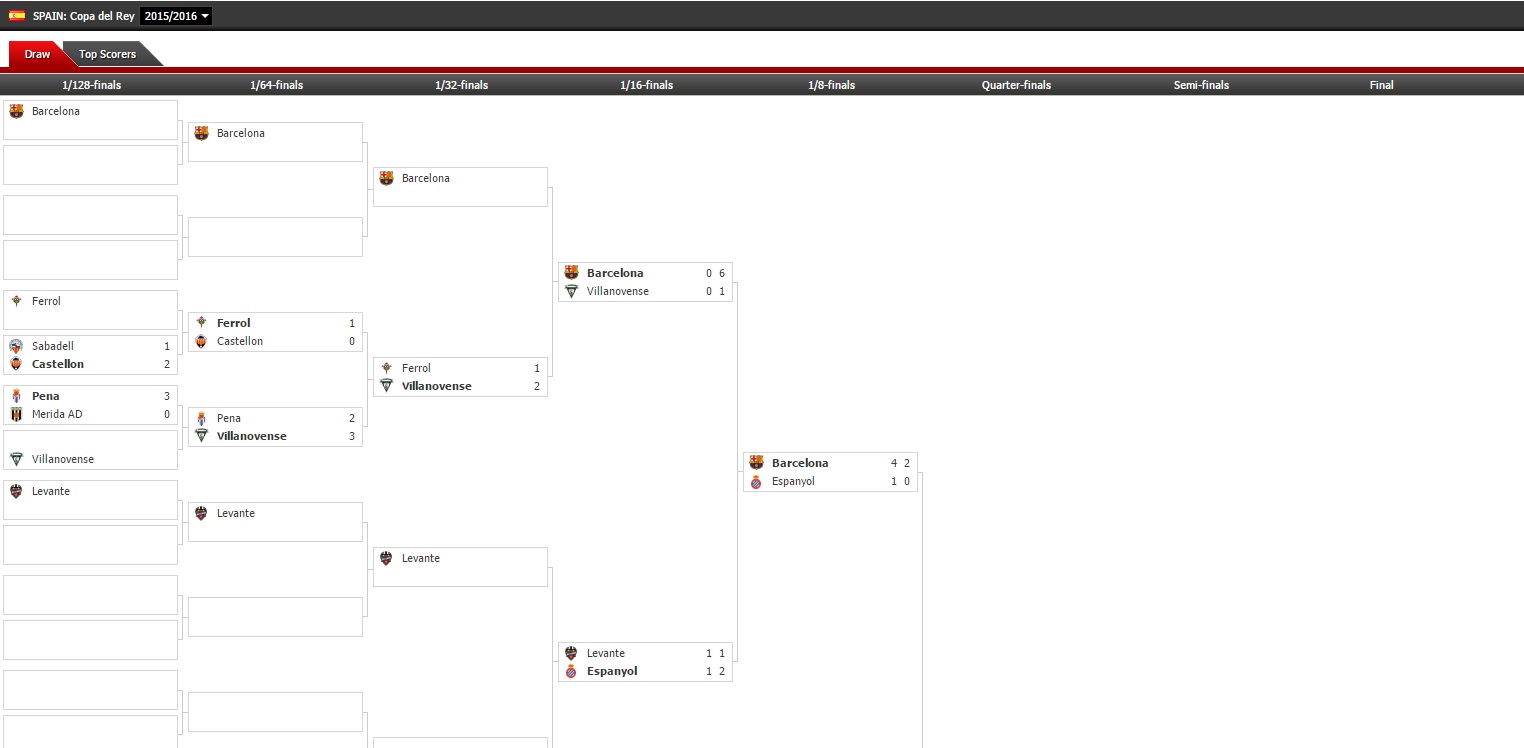 SPAIN: Copa del Rey 2015/2016
Draw Top Scorers
1/128-finals 1/64-finals 1/32-finals 1/16-finals 1/8-finals Quarter-finals Semi-finals Final
Barcelona
Ferrol
Sabadell 1
Castellon 2
Pena 3
Merida AD 0
Villanovense
Levante
Barcelona
Ferrol 1
Castellon 0
Pena 2
Villanovense 3
Levante
Barcelona
Ferrol 1
Villanovense 2
Levante
Barcelona 0 6
Villanovense 0 1
Levante 1 1
Espanyol 1 2
Barcelona 4 2
Espanyol 1 0